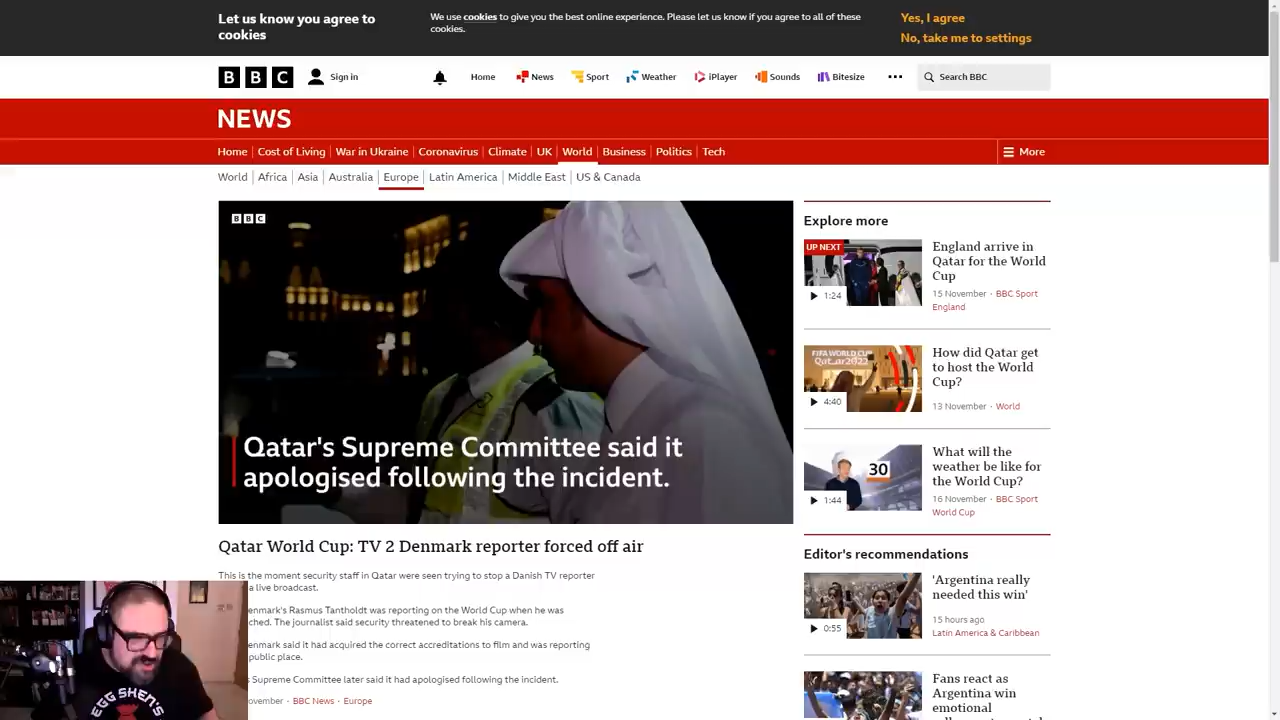 Let us know you agree to
cookies
We use cookies to give you the best online experience. Please let us know if you agree to all of these
cookies.
Yes, I agree
No, take me to settings
BBC Sign in Home News Sport Weather iPlayer Sounds Bitesize Search BBC
NEWS
Home Cost of Living War in Ukraine Coronavirus Climate UK World Business Politics Tech More
World Africa Asia Australia Europe Latin America Middle East US & Canada
BBC
Qatar's Supreme Committee said it
apologised following the incident.
Qatar World Cup: TV 2 Denmark reporter forced off air
This is the moment security staff in Qatar were seen trying to stop a Danish TV reporter
a live broadcast.
Rasmus Tantholdt was reporting on the World Cup when he was
The journalist said security threatened to break his camera.
said it had acquired the correct accreditations to film and was reporting
public place.
Supreme Committee later said it had apologised following the incident.
BBC News · Europe
Explore more
UP NEXT
1:24
England arrive in
Qatar for the World
Cup
15 November · BBC Sport
England
FIFA WORLD CUP
Qatar2022
4:40
How did Qatar get
to host the World
Cup?
13 November · World
30
1:44
What will the
weather be like for
the World Cup?
16 November · BBC Sport
World Cup
Editor's recommendations
0:55
'Argentina really
needed this win'
15 hours ago
Latin America & Caribbean
Fans react as
Argentina win
emotional
EGG SHEN'S